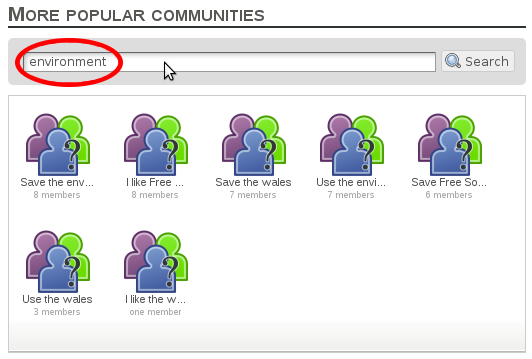 More popular communities
environment
Search
Save the env... I like Free ... Save the wales Use the envi... Save Free So...
8 members 8 members 7 members 7 members 6 members
Use the wales I like the w...
3 members one member